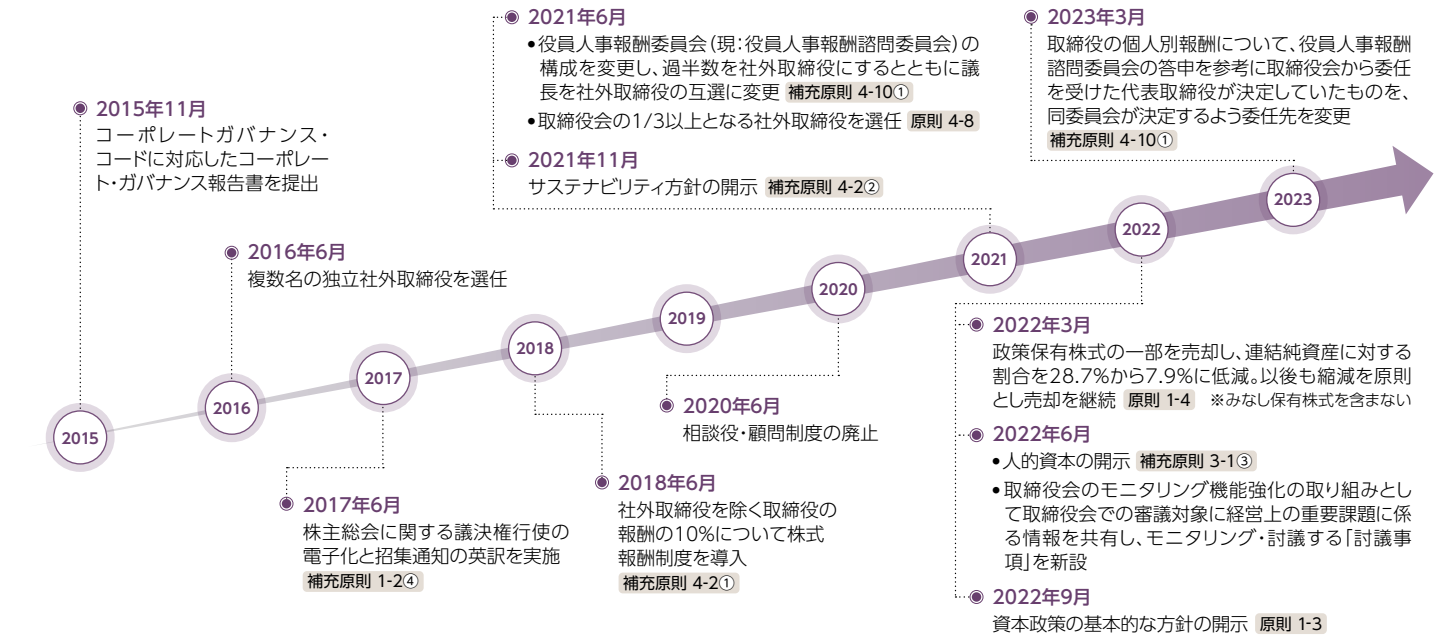 2015年11月
コーポレートガバナンス・
コードに対応したコーポレー
ト・ガバナンス報告書を提出
2016年6月
複数名の独立社外取締役を選任
2017年6月
株主総会に関する議決権行使の
電子化と招集通知の英訳を実施
補充原則 1-2④
2018年6月
社外取締役を除く取締役の
報酬の10%について株式
報酬制度を導入
補充原則 4-2①
2020年6月
相談役・顧問制度の廃止
2021年6月
•役員人事報酬委員会(現:役員人事報酬諮問委員会)の
構成を変更し、過半数を社外取締役にするとともに議
長を社外取締役の互選に変更 補充原則 4-10①
•取締役会の1/3以上となる社外取締役を選任 原則 4-8
2021年11月
サステナビリティ方針の開示 補充原則 4-2②
2022年3月
政策保有株式の一部を売却し、連結純資産に対する
割合を28.7%から7.9%に低減。以後も縮減を原則
とし売却を継続 原則 1-4 ※みなし保有株式を含まない
2022年6月
•人的資本の開示 補充原則 3-1③
•取締役会のモニタリング機能強化の取り組みとし
て取締役会での審議対象に経営上の重要課題に係
る情報を共有し、モニタリング・討議する「討議事
項」を新設
2022年9月
資本政策の基本的な方針の開示 原則 1-3
2023年3月
取締役の個人別報酬について、役員人事報酬
諮問委員会の答申を参考に取締役会から委任
を受けた代表取締役が決定していたものを、
同委員会が決定するよう委任先を変更
補充原則 4-10①
2015
2016
2017
2018
2019
2020
2021
2022
2023